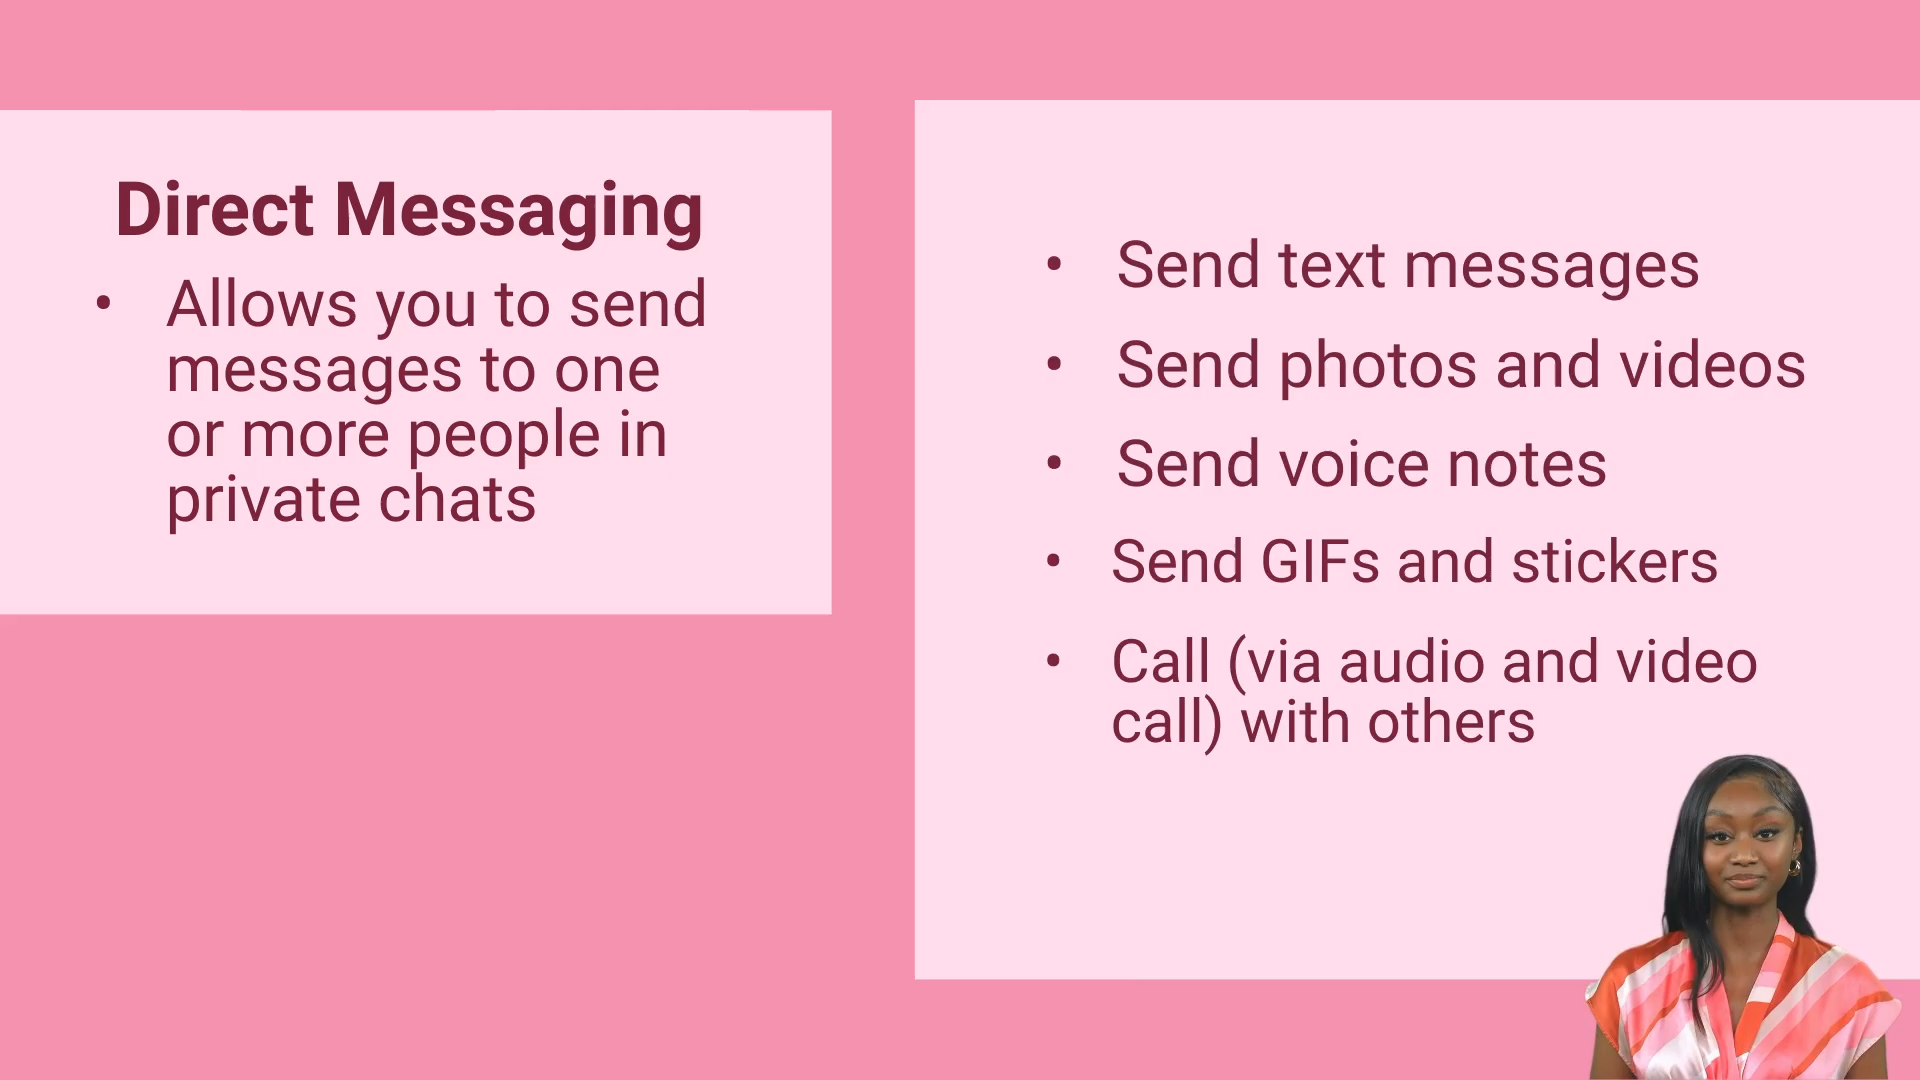 Direct Messaging
• Allows you to send
messages to one
or more people in
private chats
• Send text messages
• Send photos and videos
• Send voice notes
• Send GIFs and stickers
• Call (via audio and video
call) with others